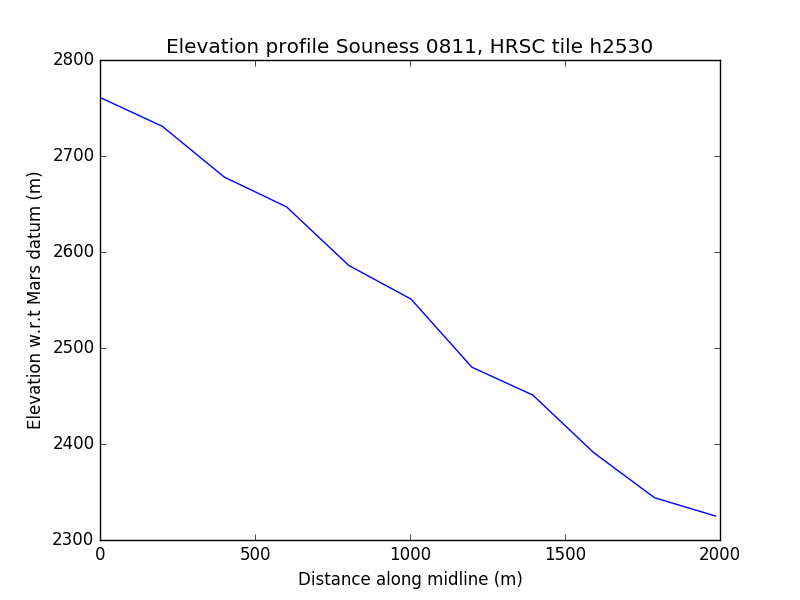 Elevation profile Souness 0811, HRSC tile h2530
2800
2700
2600
2500
2400
2300
Elevation w.r.t Mars datum (m)
0 500 1000 1500 2000
Distance along midline (m)